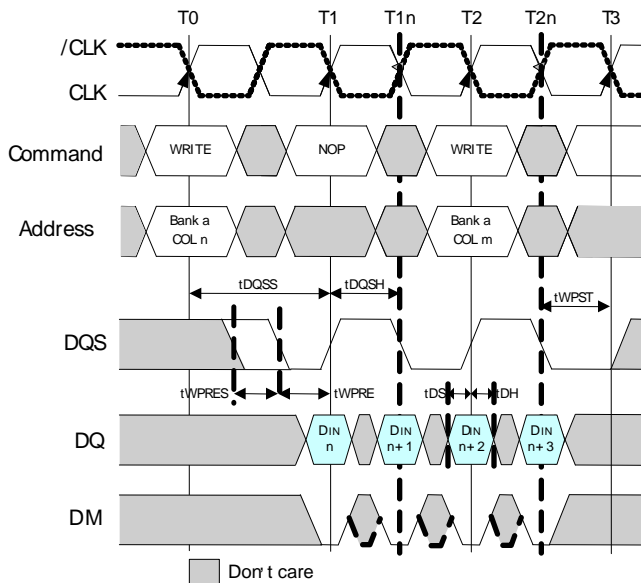 T0 T1 T1n T2 T2n T3
/CLK
CLK
Command WRITE NOP WRITE
Address Bank a COL n Bank a COL m
tDQSS tDQSH tWPST
DQS
tWPRES tWPRE tDS tDH
DQ DIN n DIN n+1 DIN n+2 DIN n+3
DM
Don't care